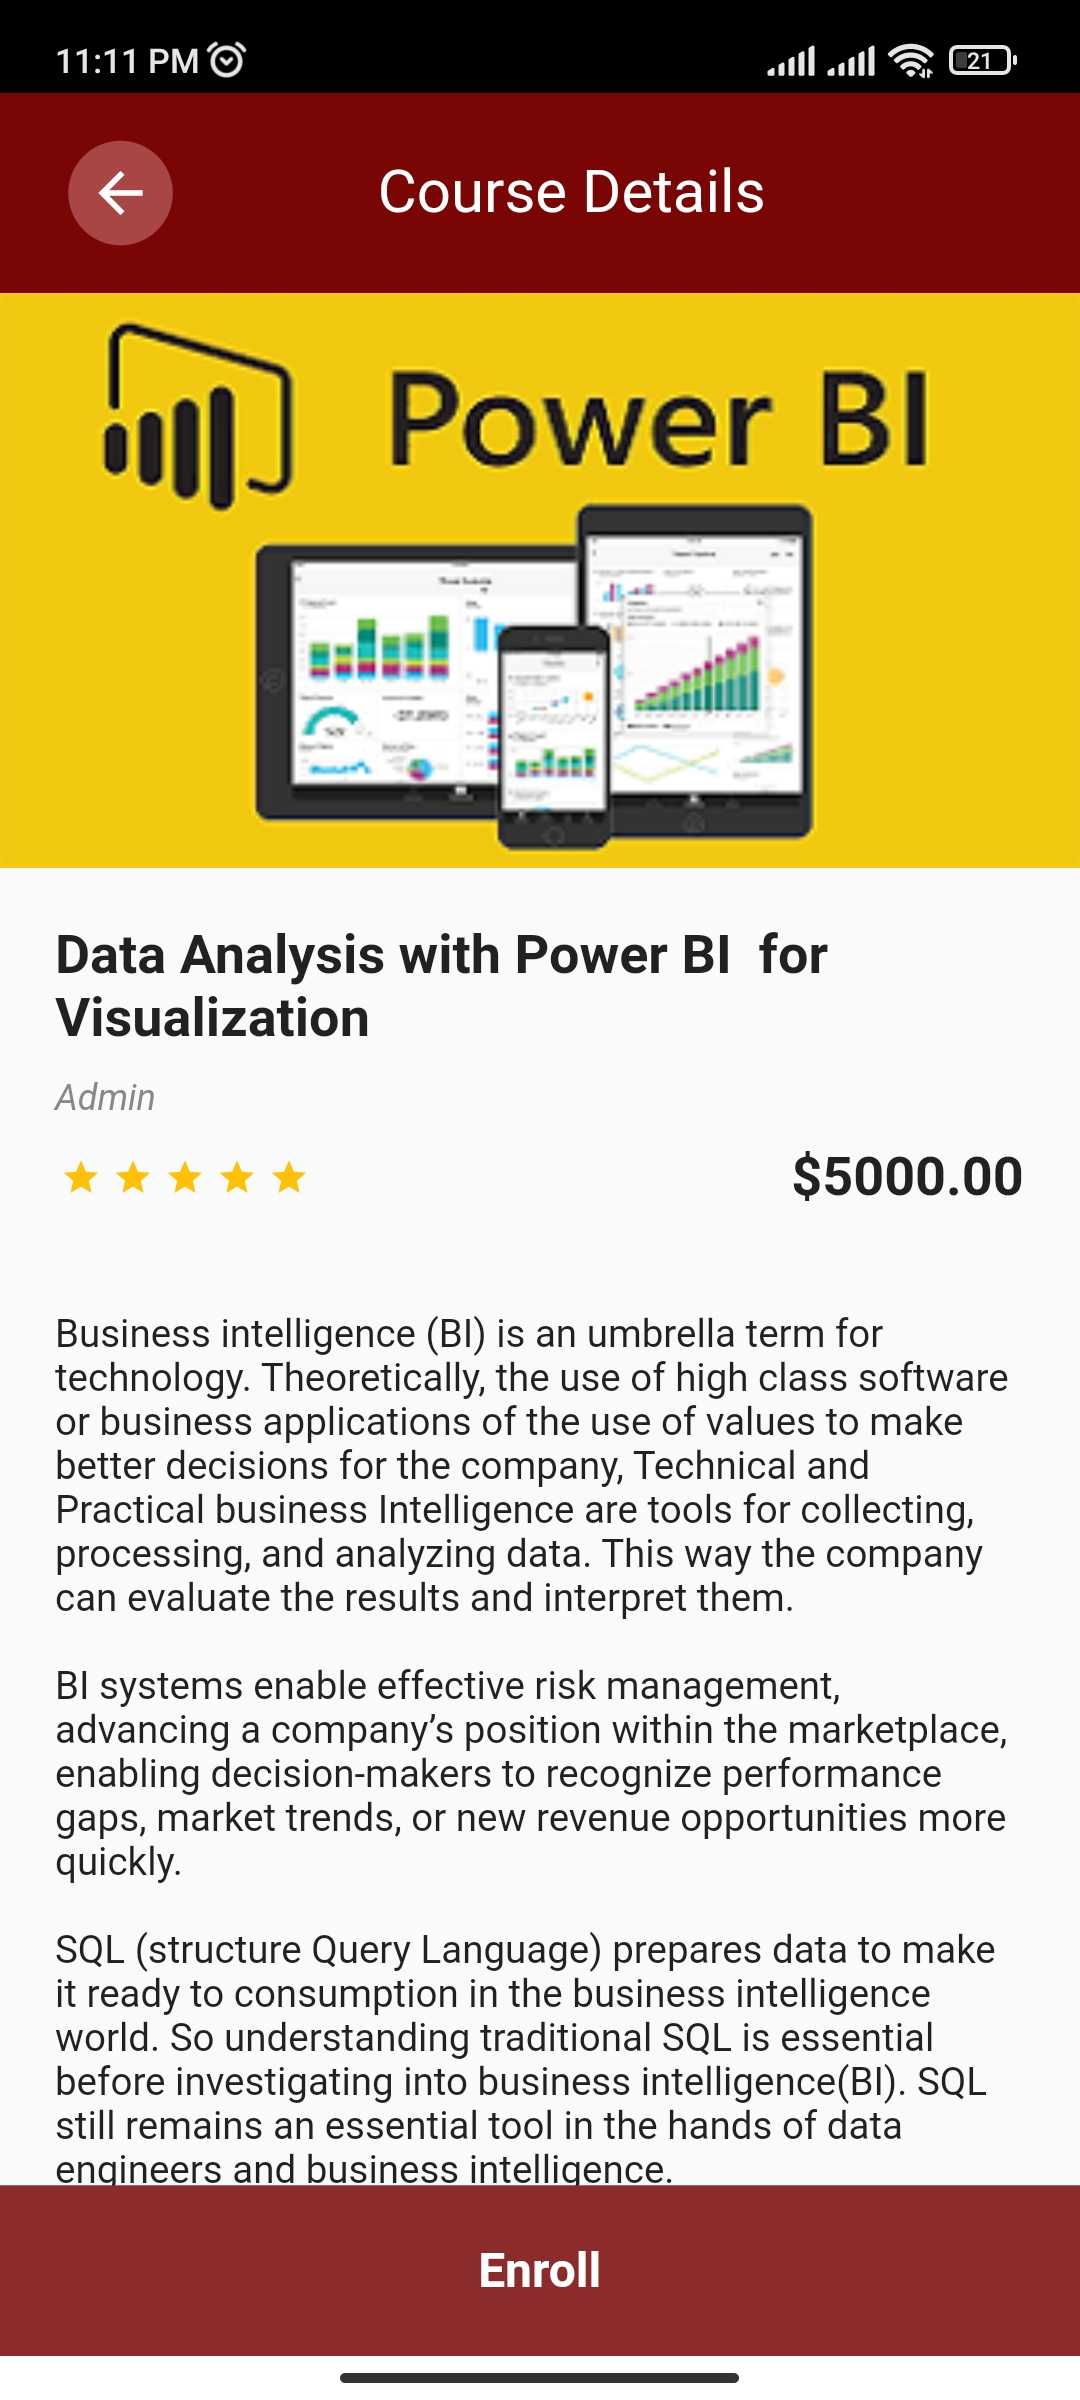 11:11 PM
21
Course Details
Power BI
Data Analysis with Power BI  for
Visualization
Admin
$5000.00
Business intelligence (BI) is an umbrella term for
technology. Theoretically, the use of high class software
or business applications of the use of values to make
better decisions for the company, Technical and
Practical business Intelligence are tools for collecting,
processing, and analyzing data. This way the company
can evaluate the results and interpret them.
BI systems enable effective risk management,
advancing a company’s position within the marketplace,
enabling decision-makers to recognize performance
gaps, market trends, or new revenue opportunities more
quickly.
SQL (structure Query Language) prepares data to make
it ready to consumption in the business intelligence
world. So understanding traditional SQL is essential
before investigating into business intelligence(BI). SQL
still remains an essential tool in the hands of data
engineers and business intelligence.
Enroll